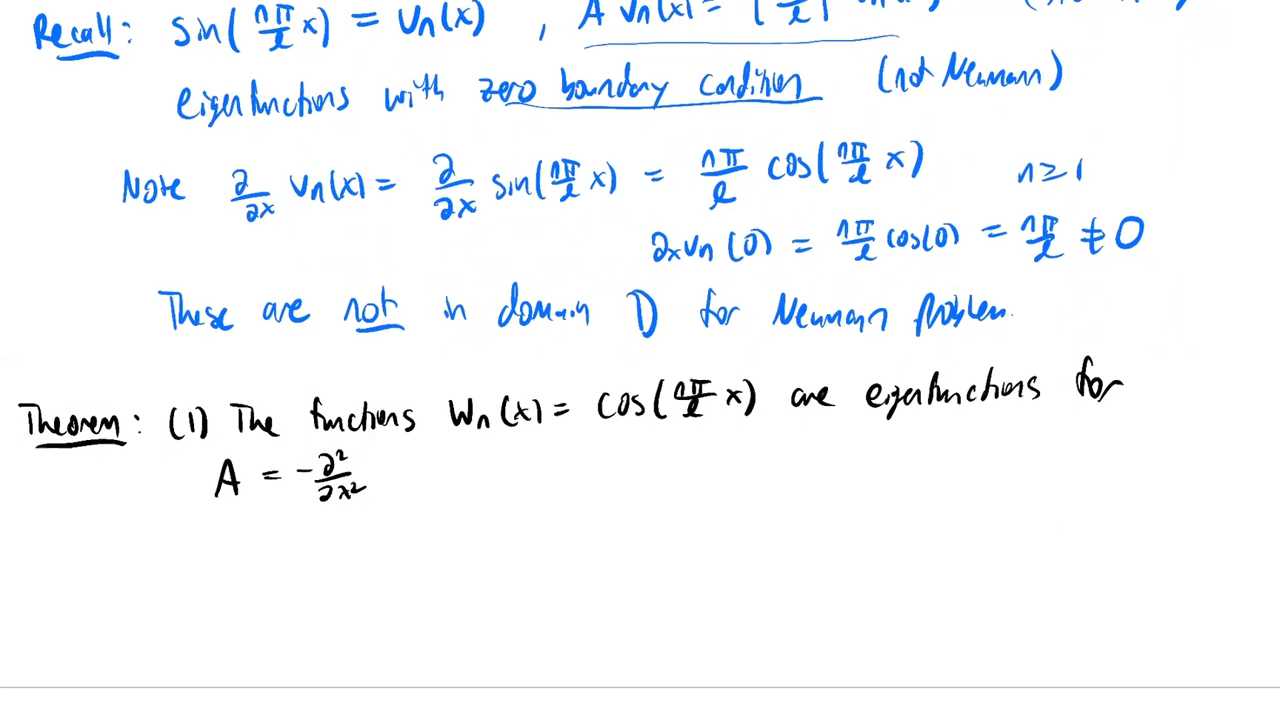 Recall: sin(nπ/ℓ x) = vₙ(x) , A vₙ(x) =
eigenfunctions with zero boundary condition (not Neumann)
Note ∂/∂x vₙ(x) = ∂/∂x sin(nπ/ℓ x) = nπ/ℓ cos(nπ/ℓ x) n ≥ 1
∂ₓvₙ(0) = nπ/ℓ cos(0) = nπ/ℓ ≠ 0
These are not in domain D for Neumann problem.
Theorem: (1) The functions wₙ(x) = cos(nπ/ℓ x) are eigenfunctions for
A = -∂²/∂x²